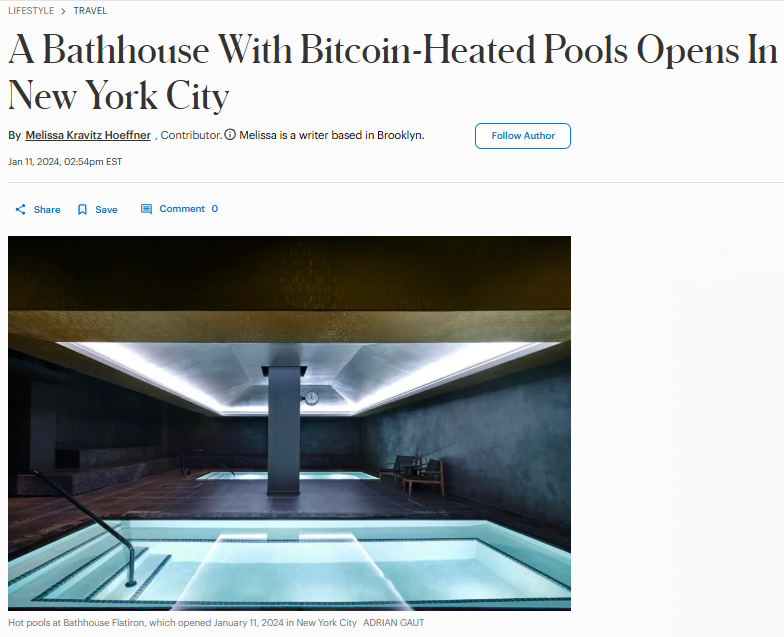 LIFESTYLE > TRAVEL
A Bathhouse With Bitcoin-Heated Pools Opens In
New York City
By Melissa Kravitz Hoeffner , Contributor. Melissa is a writer based in Brooklyn.
Follow Author
Jan 11, 2024, 02:54pm EST
Share Save Comment 0
Hot pools at Bathhouse Flatiron, which opened January 11, 2024 in New York City ADRIAN GAUT